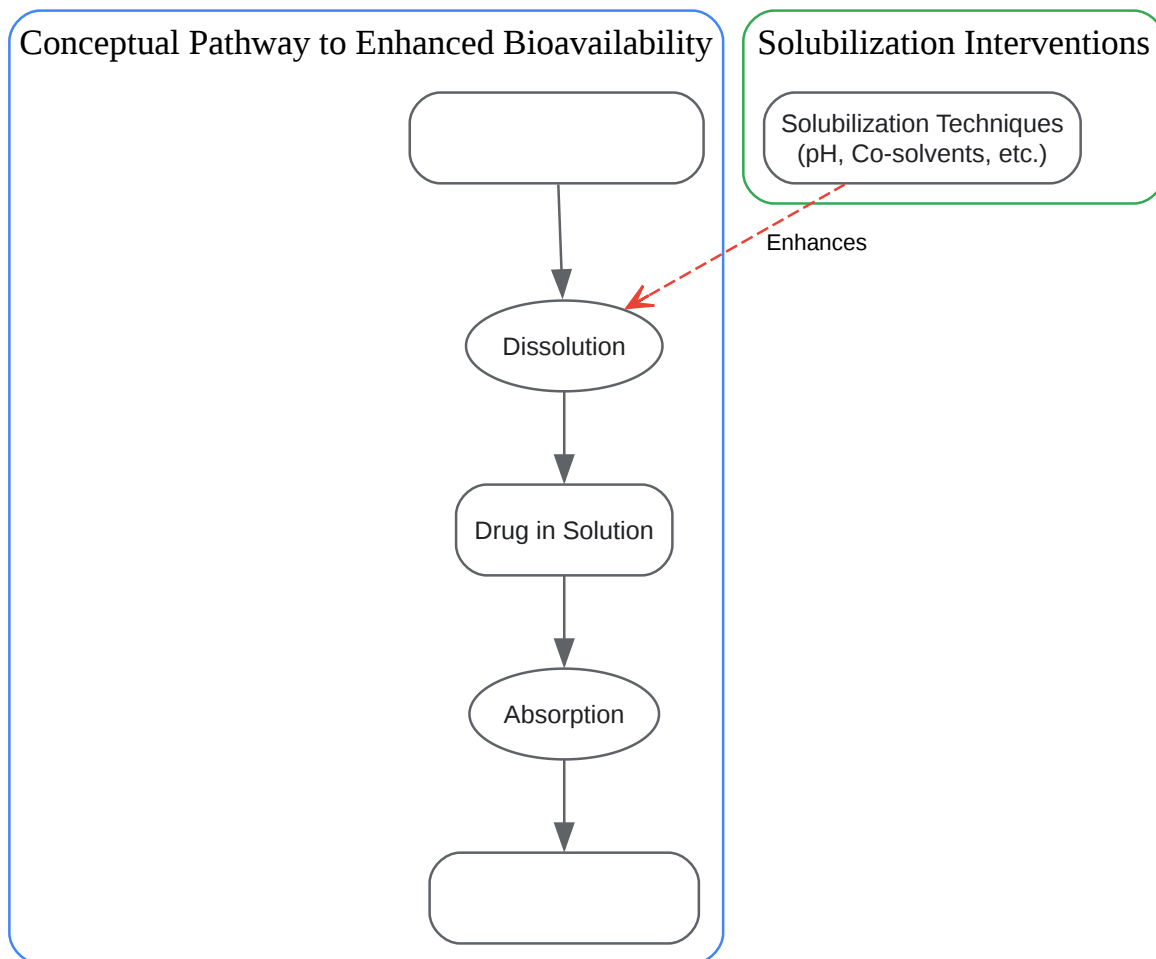 Conceptual Pathway to Enhanced Bioavailability
Solubilization Interventions
Solubilization Techniques
(pH, Co-solvents, etc.)
Enhances
Dissolution
Drug in Solution
Absorption